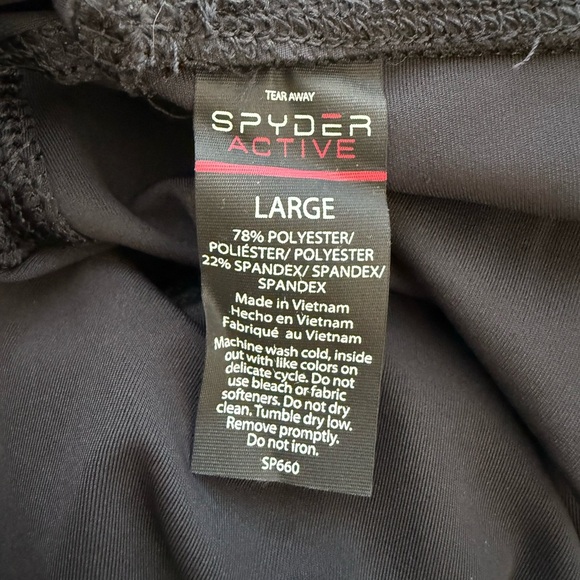 TEAR AWAY
SPYDER
ACTIVE
LARGE
78% POLYESTER/
POLIÉSTER/ POLYESTER
22% SPANDEX/ SPANDEX/
SPANDEX
Made in Vietnam
Hecho en Vietnam
Fabriqué au Vietnam
Machine wash cold, inside
out with like colors on
delicate cycle. Do not
use bleach or fabric
softeners. Do not dry
clean. Tumble dry low.
Remove promptly.
Do not iron.
SP660